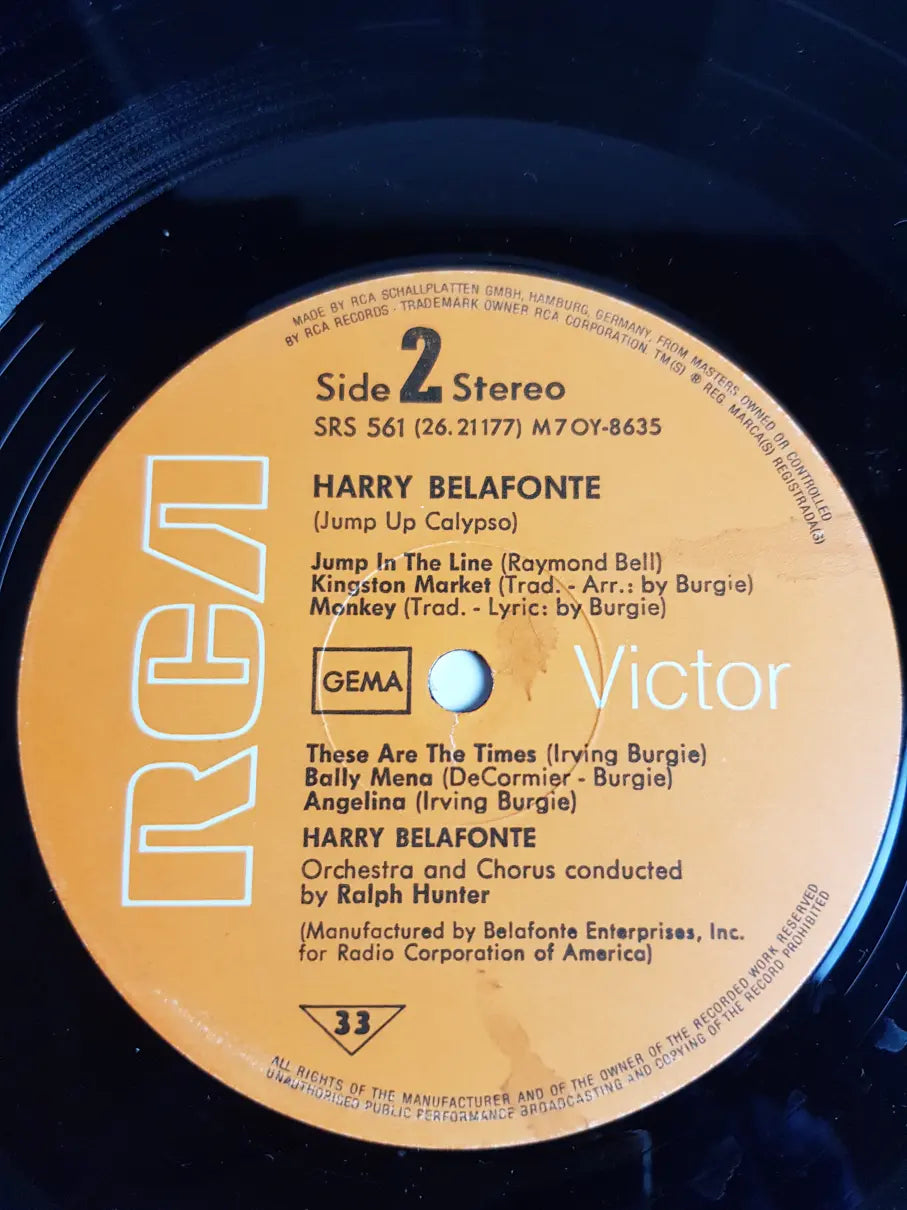 MADE BY RCA SCHALLPLATTEN GMBH, HAMBURG, GERMANY, FROM MASTERS OWNED OR CONTROLLED
BY RCA RECORDS · TRADEMARK OWNER RCA CORPORATION. TM(S) ® REG. MARCA(S) REGISTRADA(S)
Side 2 Stereo
SRS 561 (26.21177) M7OY-8635
HARRY BELAFONTE
(Jump Up Calypso)
Jump In The Line (Raymond Bell)
Kingston Market (Trad. - Arr.: by Burgie)
Monkey (Trad. - Lyric: by Burgie)
RCA
GEMA
Victor
These Are The Times (Irving Burgie)
Bally Mena (DeCormier - Burgie)
Angelina (Irving Burgie)
HARRY BELAFONTE
Orchestra and Chorus conducted
by Ralph Hunter
(Manufactured by Belafonte Enterprises, Inc.
for Radio Corporation of America)
33
ALL RIGHTS OF THE MANUFACTURER AND OF THE OWNER OF THE RECORDED WORK RESERVED
UNAUTHORISED PUBLIC PERFORMANCE BROADCASTING AND COPYING OF THE RECORD PROHIBITED